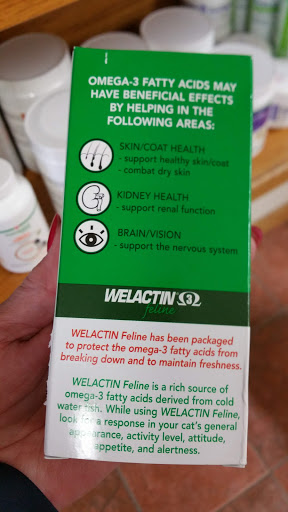 OMEGA-3 FATTY ACIDS MAY
HAVE BENEFICIAL EFFECTS
BY HELPING IN THE
FOLLOWING AREAS:
SKIN/COAT HEALTH
- support healthy skin/coat
- combat dry skin
KIDNEY HEALTH
- support renal function
BRAIN/VISION
- support the nervous system
WELACTIN 3
feline
WELACTIN Feline has been packaged
to protect the omega-3 fatty acids from
breaking down and to maintain freshness.
WELACTIN Feline is a rich source of
omega-3 fatty acids derived from cold
water fish. While using WELACTIN Feline,
look for a response in your cat's general
appearance, activity level, attitude,
appetite, and alertness.